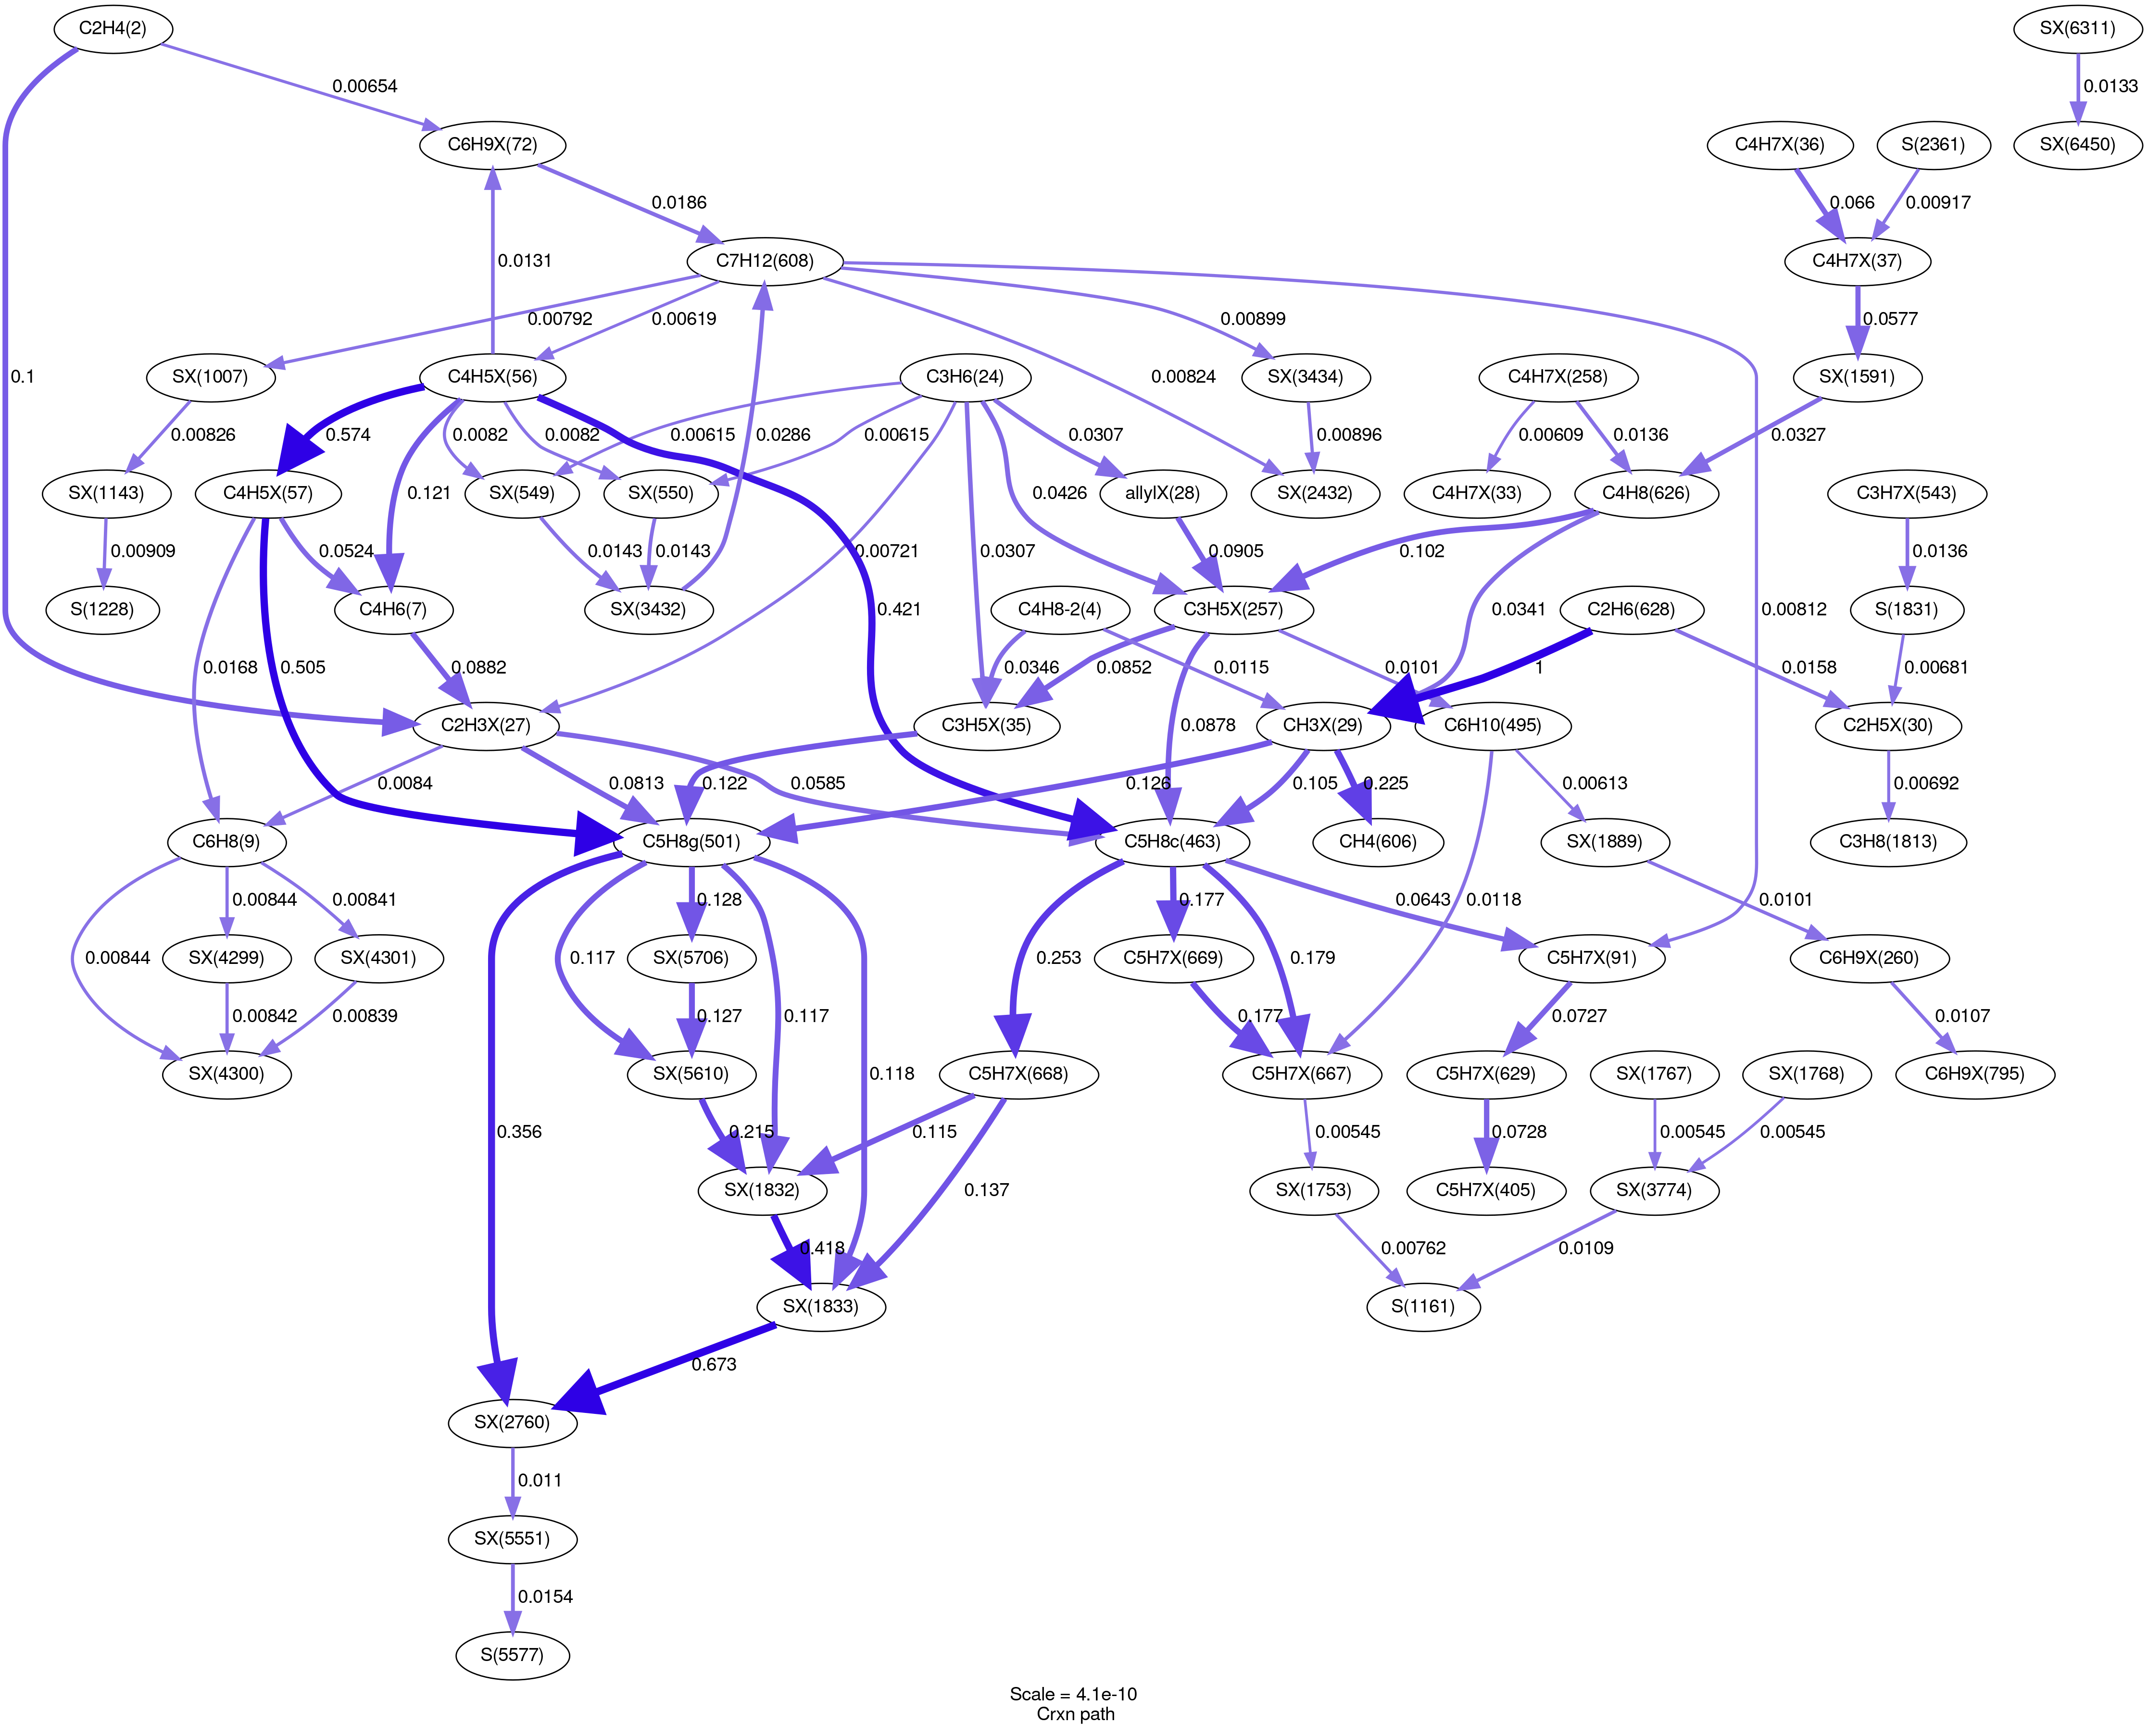 C2H4(2)
SX(6311)
0.00654
0.0133
C6H9X(72)
C4H7X(36)
S(2361)
SX(6450)
0.0186
0.066
0.00917
0.0131
C7H12(608)
C4H7X(37)
0.00792
0.00619
0.00899
0.0577
0.1
SX(1007)
C4H5X(56)
C3H6(24)
0.00824
SX(3434)
C4H7X(258)
SX(1591)
0.00826
0.574
0.0082
0.0082
0.00615
0.00615
0.0286
0.0307
0.00896
0.00609
0.0136
0.0327
SX(1143)
C4H5X(57)
0.121
SX(549)
SX(550)
0.0426
allylX(28)
SX(2432)
C4H7X(33)
C4H8(626)
C3H7X(543)
0.00909
0.0524
0.0143
0.0143
0.00721
0.0307
0.0905
0.102
0.0136
S(1228)
C4H6(7)
SX(3432)
0.421
C4H8-2(4)
C3H5X(257)
0.0341
C2H6(628)
0.00812
S(1831)
0.0168
0.505
0.0882
0.0346
0.0852
0.0115
0.0101
1
0.0158
0.00681
C2H3X(27)
C3H5X(35)
0.0878
CH3X(29)
C6H10(495)
C2H5X(30)
0.0084
0.0813
0.122
0.0585
0.126
0.105
0.225
0.00613
0.00692
C6H8(9)
C5H8g(501)
C5H8c(463)
CH4(606)
SX(1889)
C3H8(1813)
0.00844
0.00841
0.128
0.177
0.0643
0.0118
0.0101
0.00844
SX(4299)
SX(4301)
0.117
SX(5706)
0.117
0.253
C5H7X(669)
0.179
C5H7X(91)
C6H9X(260)
0.00842
0.00839
0.127
0.177
0.0727
0.0107
SX(4300)
SX(5610)
0.118
C5H7X(668)
C5H7X(667)
C5H7X(629)
SX(1767)
SX(1768)
C6H9X(795)
0.356
0.215
0.115
0.00545
0.0728
0.00545
0.00545
SX(1832)
0.137
SX(1753)
C5H7X(405)
SX(3774)
0.418
0.00762
0.0109
SX(1833)
S(1161)
0.673
SX(2760)
0.011
SX(5551)
0.0154
S(5577)
Scale = 4.1e-10
Crxn path